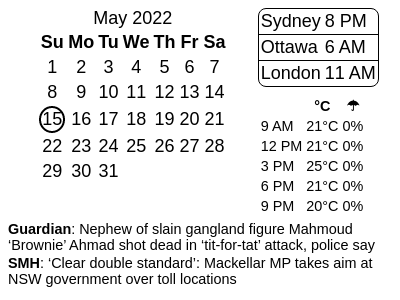 May 2022
Su Mo Tu We Th Fr Sa
1 2 3 4 5 6 7
8 9 10 11 12 13 14
15 16 17 18 19 20 21
22 23 24 25 26 27 28
29 30 31
Sydney 8 PM
Ottawa 6 AM
London 11 AM
°C ☂
9 AM 21°C 0%
12 PM 21°C 0%
3 PM 25°C 0%
6 PM 21°C 0%
9 PM 20°C 0%
Guardian: Nephew of slain gangland figure Mahmoud
‘Brownie’ Ahmad shot dead in ‘tit-for-tat’ attack, police say
SMH: ‘Clear double standard’: Mackellar MP takes aim at
NSW government over toll locations